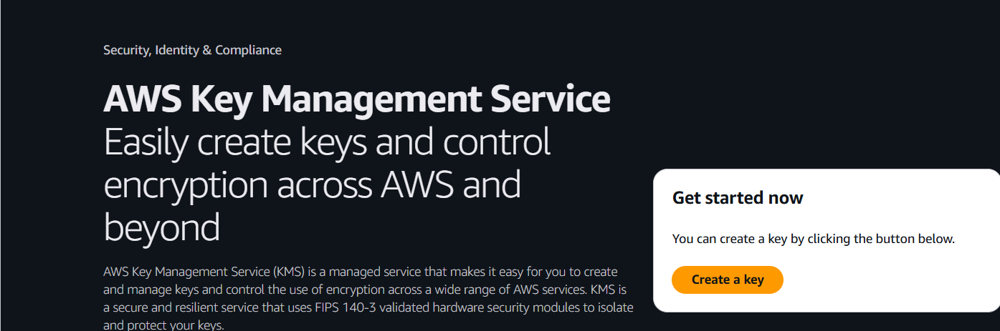 Security, Identity & Compliance
AWS Key Management Service
Easily create keys and control
encryption across AWS and
beyond
AWS Key Management Service (KMS) is a managed service that makes it easy for you to create
and manage keys and control the use of encryption across a wide range of AWS services. KMS is
a secure and resilient service that uses FIPS 140-3 validated hardware security modules to isolate
and protect your keys.
Get started now
You can create a key by clicking the button below.
Create a key